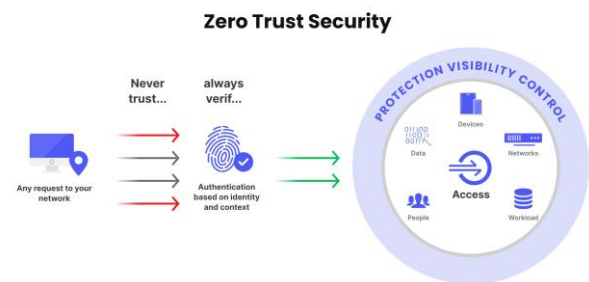 Zero Trust Security
Never
trust...
always
verif...
Any request to your
network
Authentication
based on identity
and context
PROTECTION VISIBILITY CONTROL
Devices
Data
Networks
Access
People
Workload